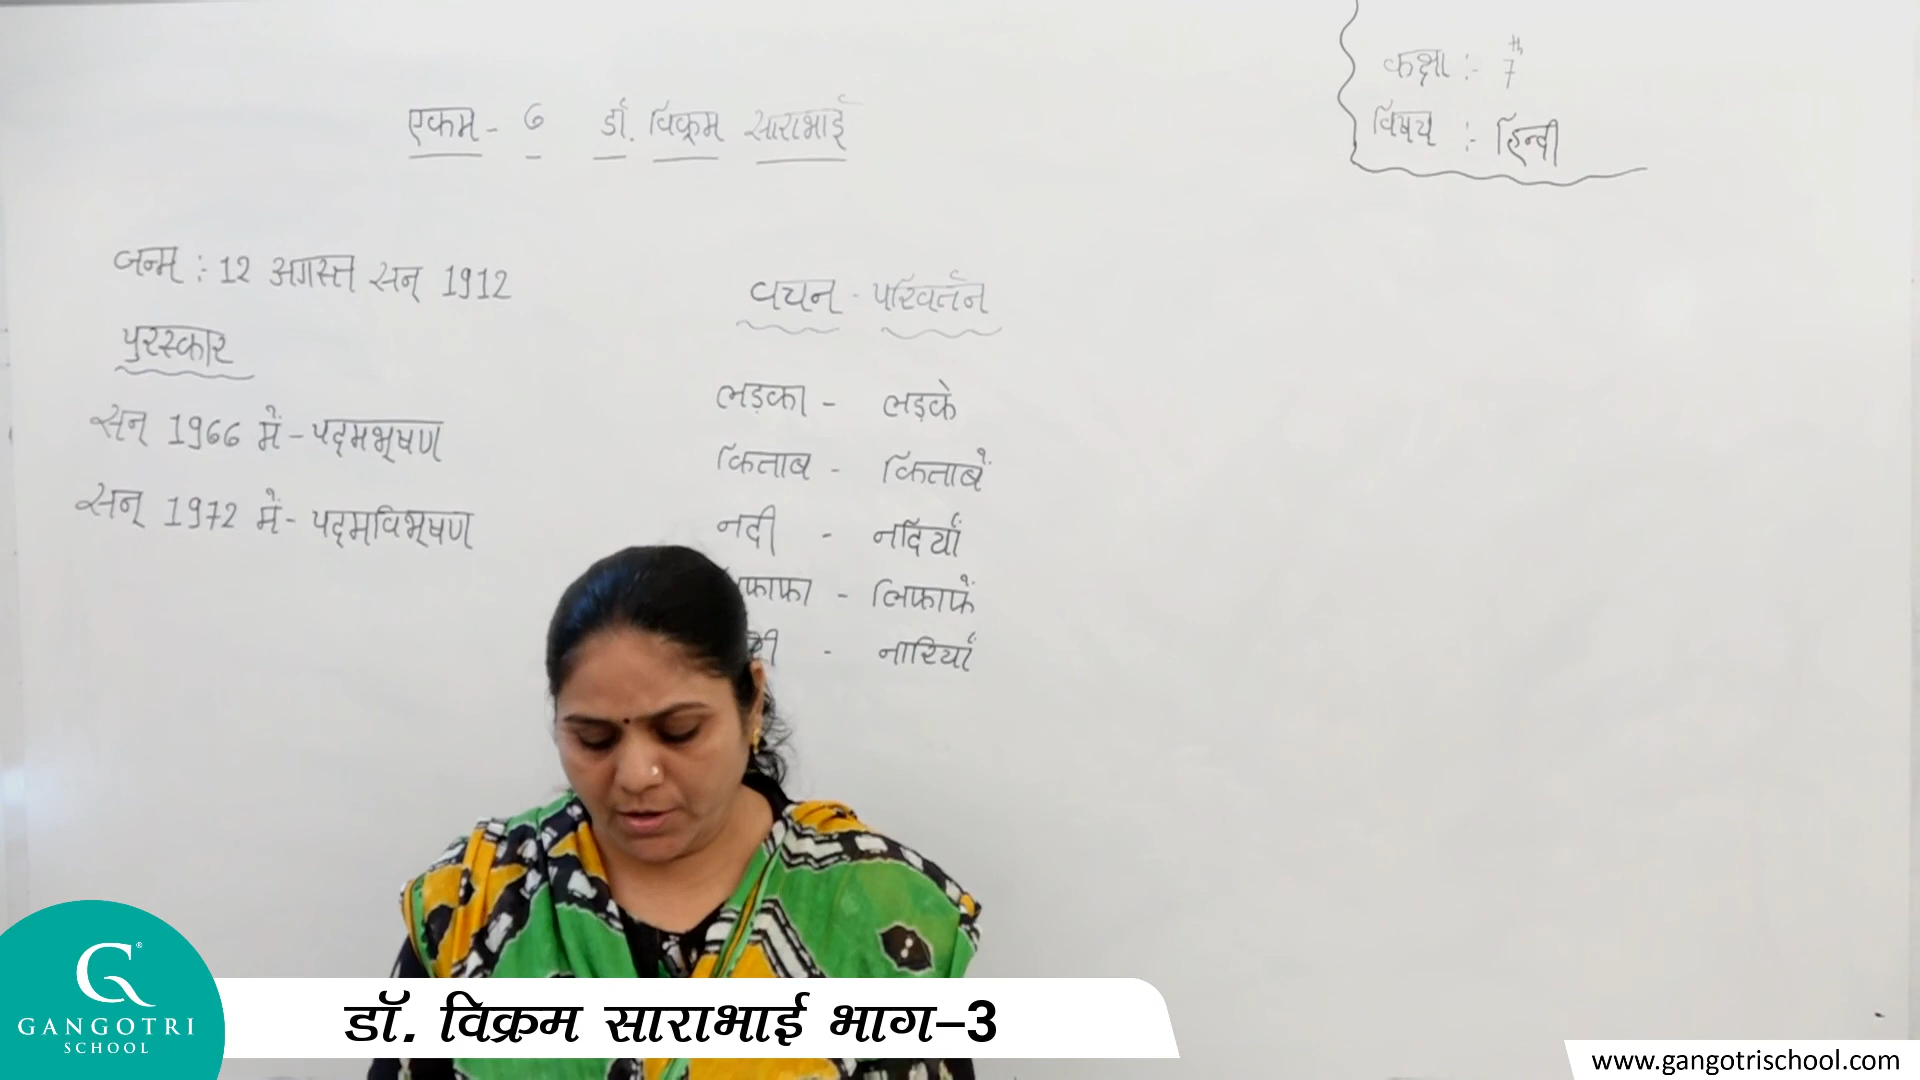 कक्षा :- 7th
विषय :- हिन्दी
एकम - 6 डॉ. विक्रम साराभाई
जन्म : 12 अगस्त सन् 1912
पुरस्कार
सन् 1966 में - पद्मभूषण
सन् 1972 में - पद्मविभूषण
वचन - परिवर्तन
लड़का - लड़के
किताब - किताबें
नदी - नदियाँ
फाफा - लिफाफें
री - नारियाँ
GANGOTRI
SCHOOL
डॉ. विक्रम साराभाई भाग–3
www.gangotrischool.com